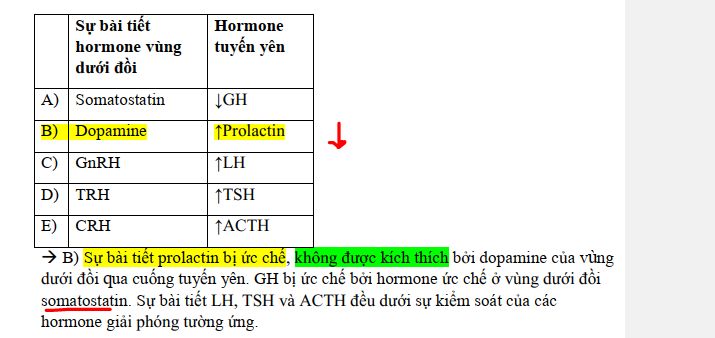 Sự bài tiết
hormone vùng
dưới đồi
Hormone
tuyến yên
A) Somatostatin ↓GH
B) Dopamine ↑Prolactin
C) GnRH ↑LH
D) TRH ↑TSH
E) CRH ↑ACTH
→ B) Sự bài tiết prolactin bị ức chế, không được kích thích bởi dopamine của vùng
dưới đồi qua cuống tuyến yên. GH bị ức chế bởi hormone ức chế ở vùng dưới đồi
somatostatin. Sự bài tiết LH, TSH và ACTH đều dưới sự kiểm soát của các
hormone giải phóng tường ứng.